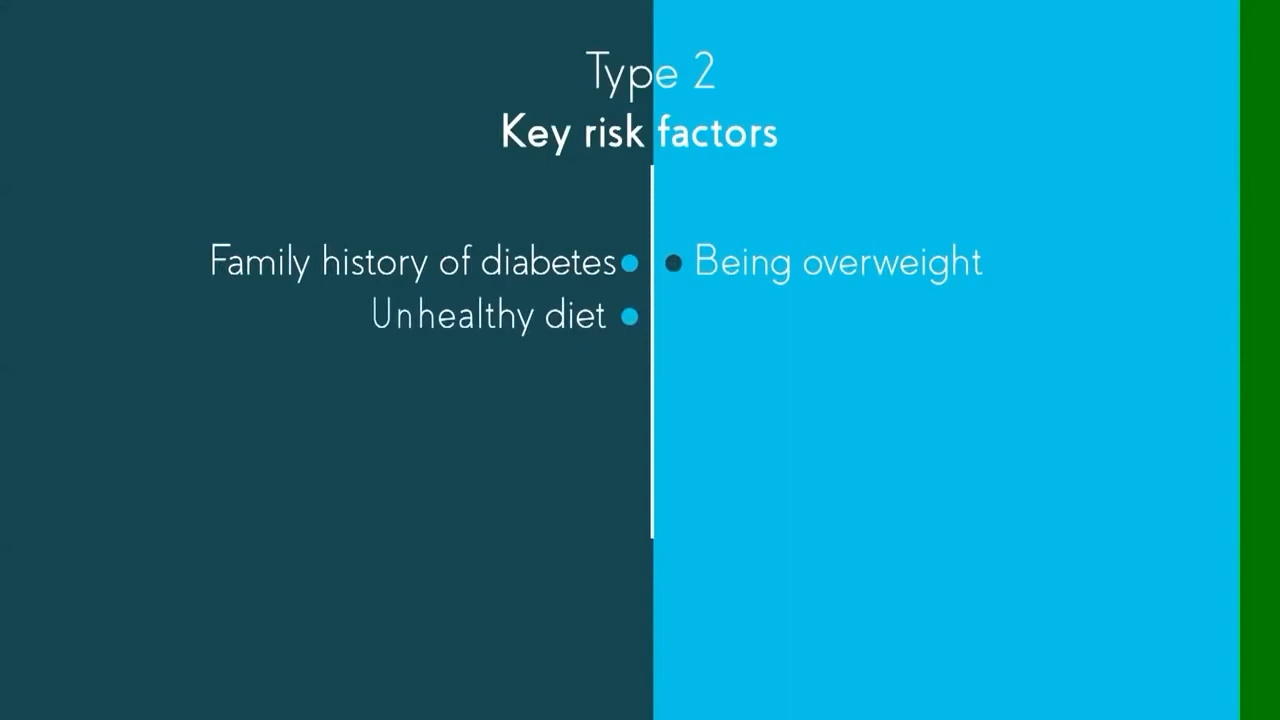 Type 2
Key risk factors
Family history of diabetes
Being overweight
Unhealthy diet